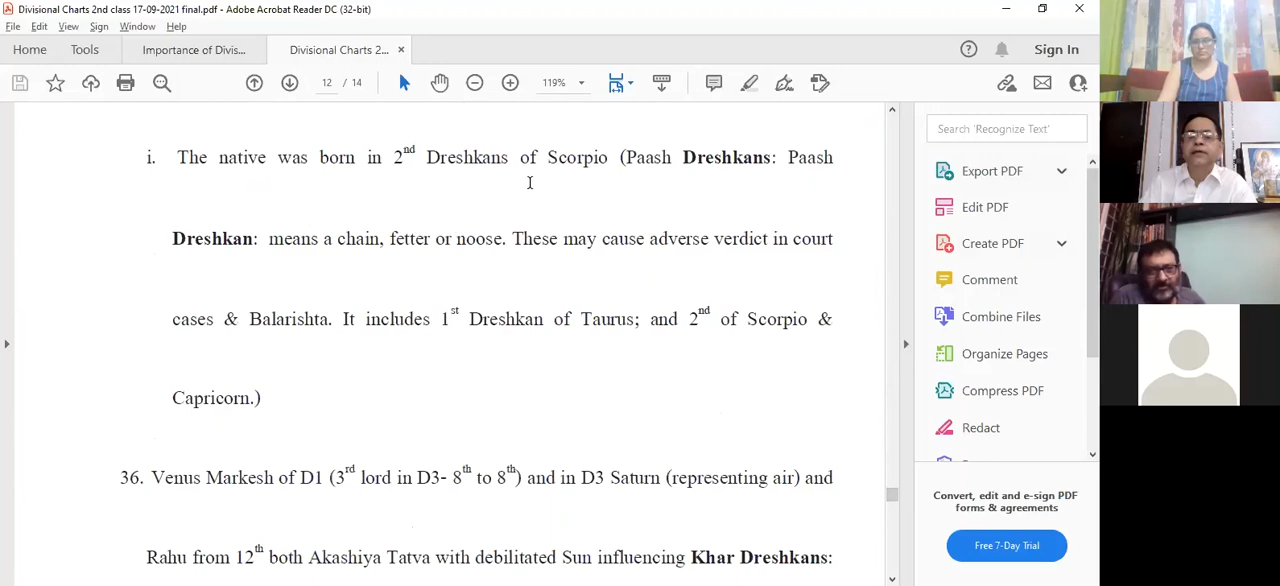 Divisional Charts 2nd class 17-09-2021 final.pdf - Adobe Acrobat Reader DC (32-bit)
File Edit View Sign Window Help
Home Tools Importance of Divis... Divisional Charts 2... × Sign In
12 / 14 119%
i. The native was born in 2nd Dreshkans of Scorpio (Paash Dreshkans: Paash
Dreshkan: means a chain, fetter or noose. These may cause adverse verdict in court
cases & Balarishta. It includes 1st Dreshkan of Taurus; and 2nd of Scorpio &
Capricorn.)
36. Venus Markesh of D1 (3rd lord in D3- 8th to 8th) and in D3 Saturn (representing air) and
Rahu from 12th both Akashiya Tatva with debilitated Sun influencing Khar Dreshkans:
Search 'Recognize Text'
Export PDF
Edit PDF
Create PDF
Comment
Combine Files
Organize Pages
Compress PDF
Redact
Convert, edit and e-sign PDF
forms & agreements
Free 7-Day Trial